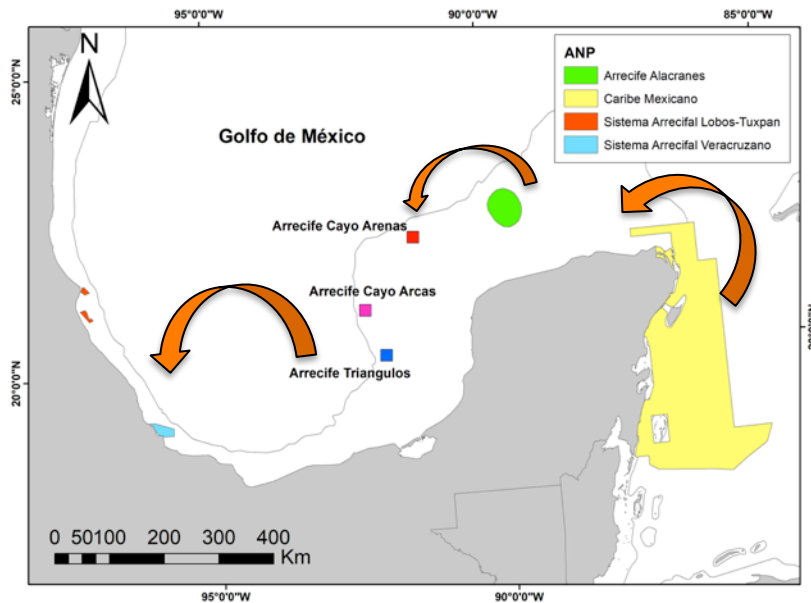 95°0'0"W
90°0'0"W
85°0'0"W
N
25°0'0"N
ANP
Arrecife Alacranes
Caribe Mexicano
Sistema Arrecifal Lobos-Tuxpan
Sistema Arrecifal Veracruzano
Golfo de México
Arrecife Cayo Arenas
Arrecife Cayo Arcas
Arrecife Triangulos
20°0'0"N
0 50 100 200 300 400
Km
95°0'0"W
90°0'0"W